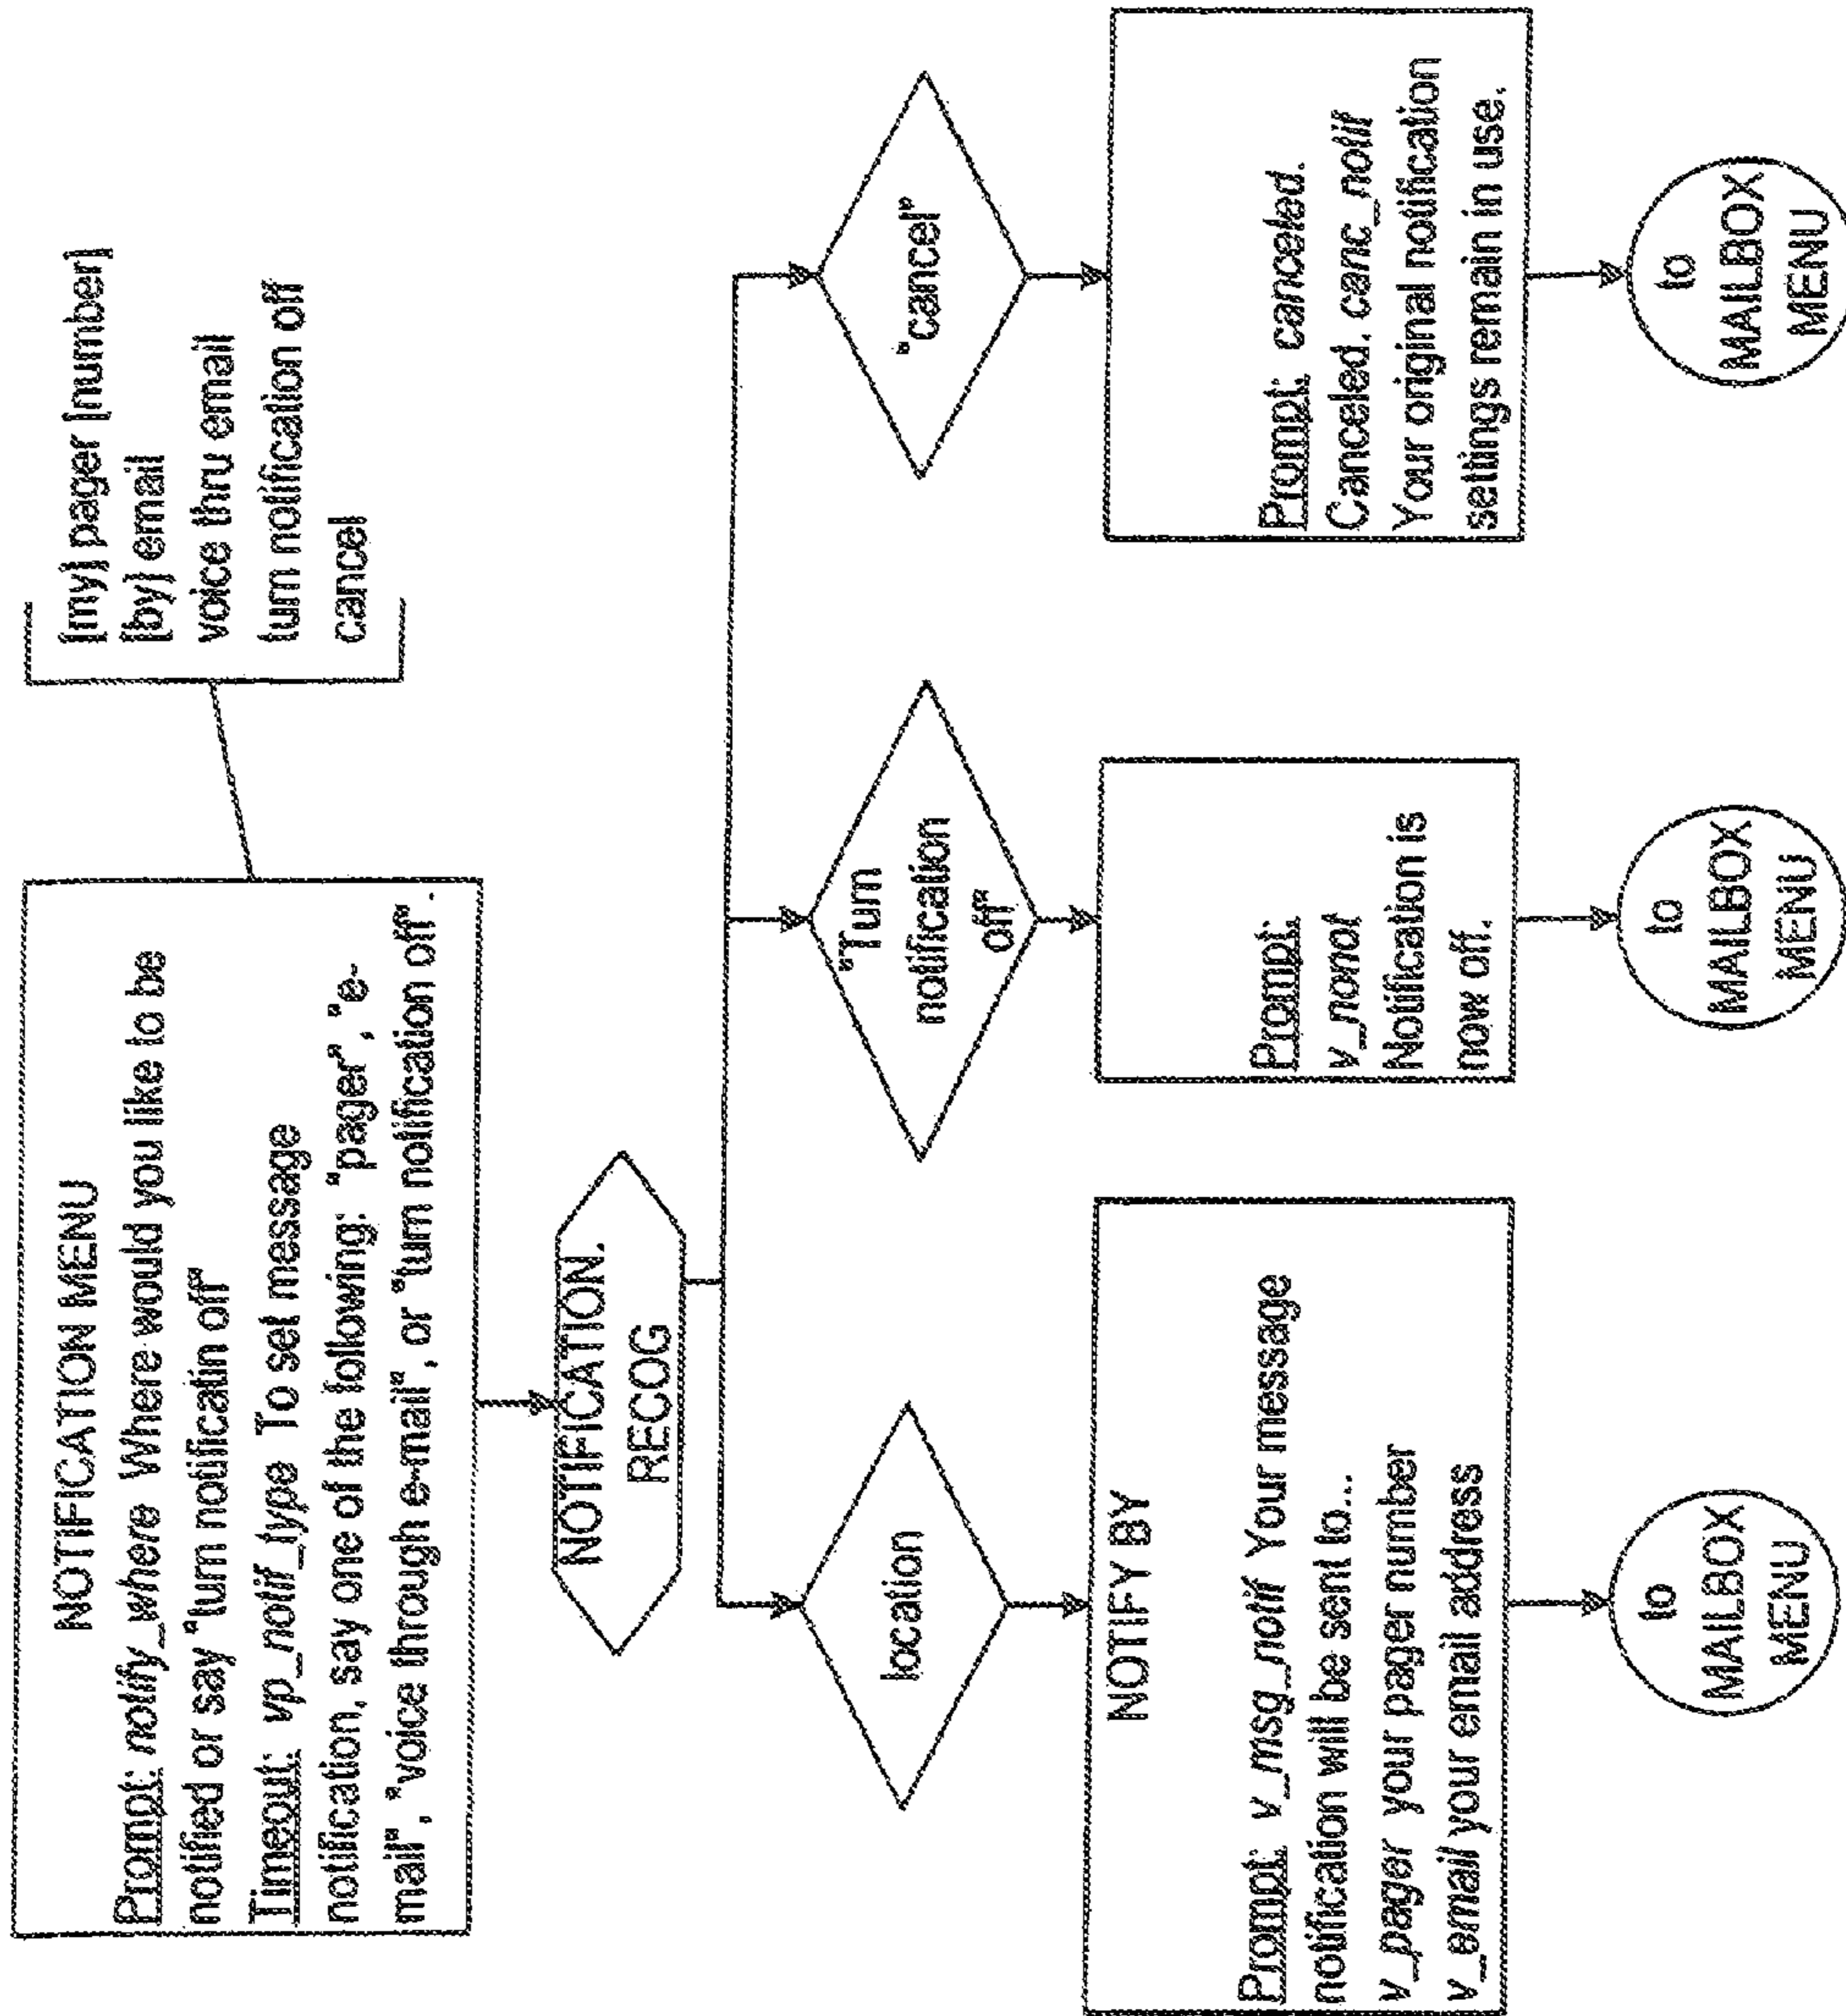 NOTIFICATION MENU
Prompt: notify_where Where would you like to be
notified or say "turn notificatin off"
Timeout: vp_notif_type To set message
notification, say one of the following: "pager", "e-
mail", "voice through e-mail", or "turn notification off".
[my] pager [number]
[by] email
voice thru email
turn notification off
cancel
NOTIFICATION.
RECOG
location
"Turn
notification
off"
"cancel"
NOTIFY BY
Prompt: v_msg_notif Your message
notification will be sent to...
v_pager your pager number
v_email your email address
Prompt:
v_nonot
Notification is
now off.
Prompt: canceled.
Canceled. canc_notif
Your original notification
settings remain in use.
to
MAILBOX
MENU
to
MAILBOX
MENU
to
MAILBOX
MENU